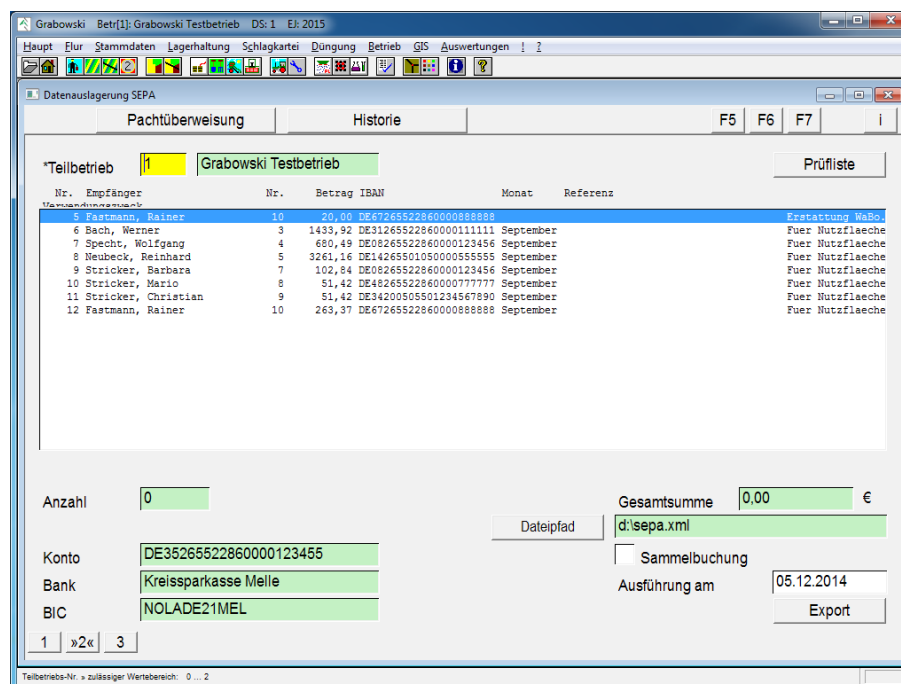 Grabowski Betr[1]: Grabowski Testbetrieb DS: 1 EJ: 2015
Haupt Flur Stammdaten Lagerhaltung Schlagkartei Düngung Betrieb GIS Auswertungen ! ?
Datenauslagerung SEPA
Pachtüberweisung Historie F5 F6 F7 i
*Teilbetrieb 1 Grabowski Testbetrieb Prüfliste
Nr. Empfänger Nr. Betrag IBAN Monat Referenz
Verwendungszweck
5 Fastmann, Rainer 10 20,00 DE67265522860000888888 Erstattung WaBo.
6 Bach, Werner 3 1433,92 DE31265522860000111111 September Fuer Nutzflaeche
7 Specht, Wolfgang 4 680,49 DE08265522860000123456 September Fuer Nutzflaeche
8 Neubeck, Reinhard 5 3261,16 DE14265501050000555555 September Fuer Nutzflaeche
9 Stricker, Barbara 7 102,84 DE08265522860000123456 September Fuer Nutzflaeche
10 Stricker, Mario 8 51,42 DE48265522860000777777 September Fuer Nutzflaeche
11 Stricker, Christian 9 51,42 DE34200505501234567890 September Fuer Nutzflaeche
12 Fastmann, Rainer 10 263,37 DE67265522860000888888 September Fuer Nutzflaeche
Anzahl 0 Gesamtsumme 0,00 €
Dateipfad d:\sepa.xml
Konto DE35265522860000123455 Sammelbuchung
Bank Kreissparkasse Melle Ausführung am 05.12.2014
BIC NOLADE21MEL Export
1 »2« 3
Teilbetriebs-Nr. » zulässiger Wertebereich: 0 ... 2